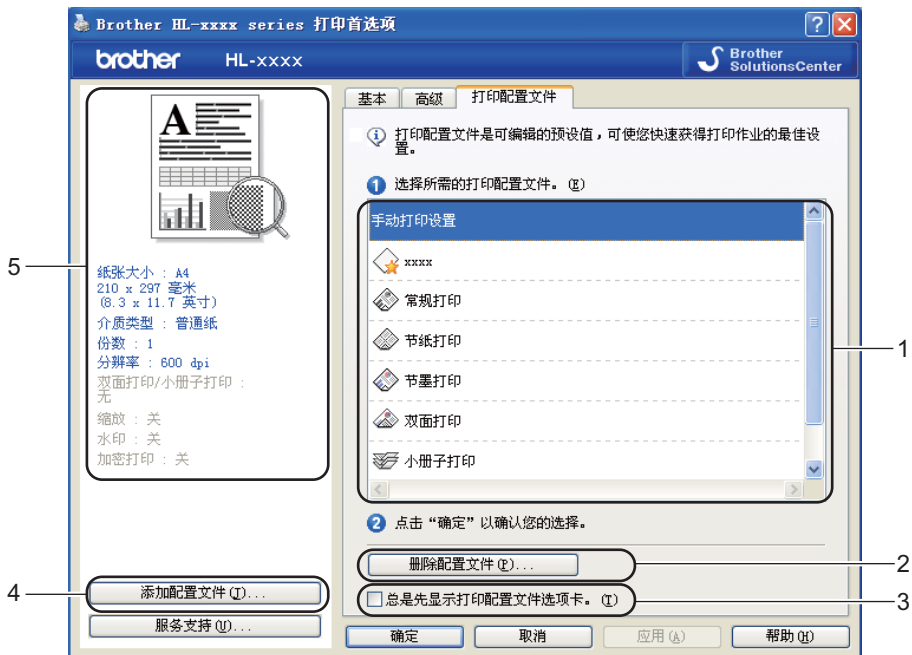 Brother HL-xxxx series 打印首选项
brother HL-xxxx
Brother
SolutionsCenter
A
纸张大小 : A4
210 x 297 毫米
(8.3 x 11.7 英寸)
介质类型 : 普通纸
份数 : 1
分辨率 : 600 dpi
双面打印/小册子打印 :
无
缩放 : 关
水印 : 关
加密打印 : 关
添加配置文件(I)...
服务支持(U)...
基本 高级 打印配置文件
打印配置文件是可编辑的预设值，可使您快速获得打印作业的最佳设
置。
1 选择所需的打印配置文件。(E)
手动打印设置
xxxx
常规打印
节纸打印
节墨打印
双面打印
小册子打印
2 点击“确定”以确认您的选择。
删除配置文件(P)...
总是先显示打印配置文件选项卡。(T)
确定 取消 应用(A) 帮助(H)
1
2
3
4
5